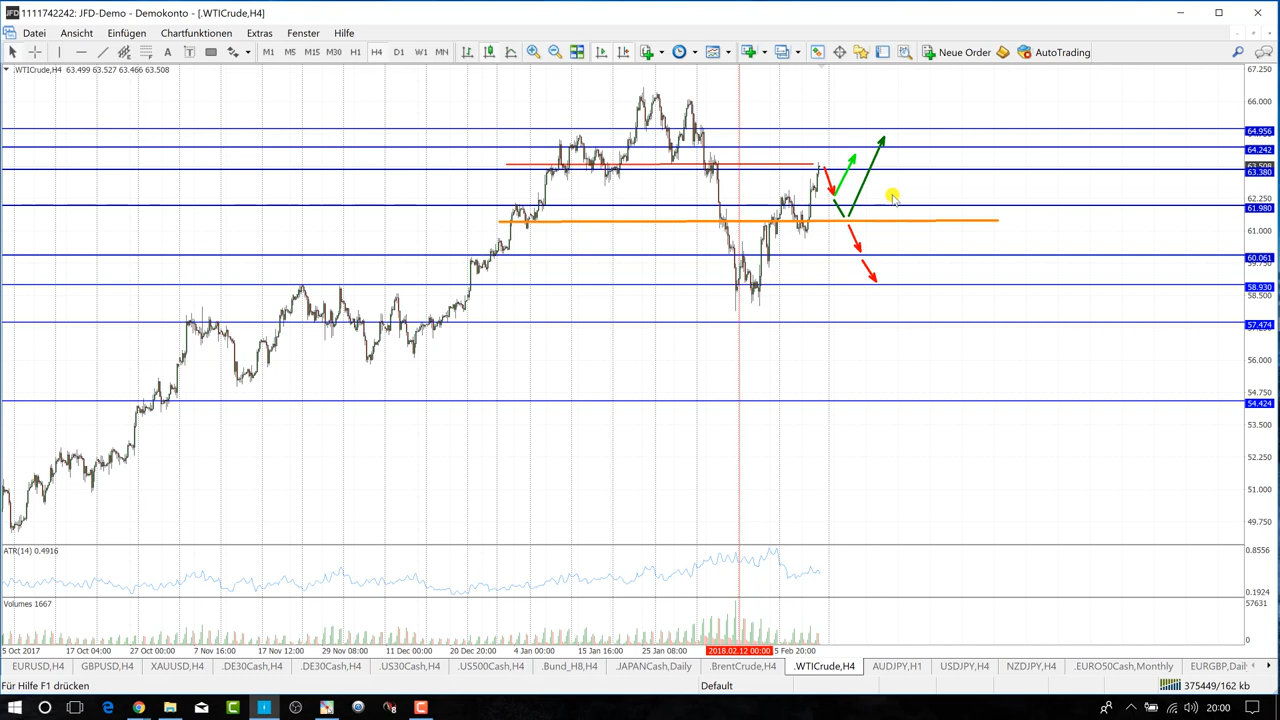 1111742242: JFD-Demo - Demokonto - [.WTICrude,H4]
Datei Ansicht Einfügen Chartfunktionen Extras Fenster Hilfe
A T M1 M5 M15 M30 H1 H4 D1 W1 MN Neue Order AutoTrading
.WTICrude,H4 63.499 63.527 63.466 63.508
67.250
66.000
64.956
64.242
63.508
63.380
62.250
61.980
61.000
60.061
58.930
58.500
57.474
56.000
54.750
54.424
53.500
52.250
51.000
49.750
ATR(14) 0.4916
0.8556
0.1924
Volumes 1667
57631
0
5 Oct 2017 17 Oct 04:00 27 Oct 00:00 7 Nov 16:00 17 Nov 12:00 29 Nov 08:00 11 Dec 00:00 20 Dec 20:00 4 Jan 00:00 15 Jan 16:00 25 Jan 08:00 2018.02.12 00:00 5 Feb 20:00
EURUSD,H4 GBPUSD,H4 XAUUSD,H4 .DE30Cash,H4 .DE30Cash,H4 .US30Cash,H4 .US500Cash,H4 .Bund_H8,H4 .JAPANCash,Daily .BrentCrude,H4 .WTICrude,H4 AUDJPY,H1 USDJPY,H4 NZDJPY,H4 .EURO50Cash,Monthly EURGBP,Dail
Für Hilfe F1 drücken Default 375449/162 kb
20:00